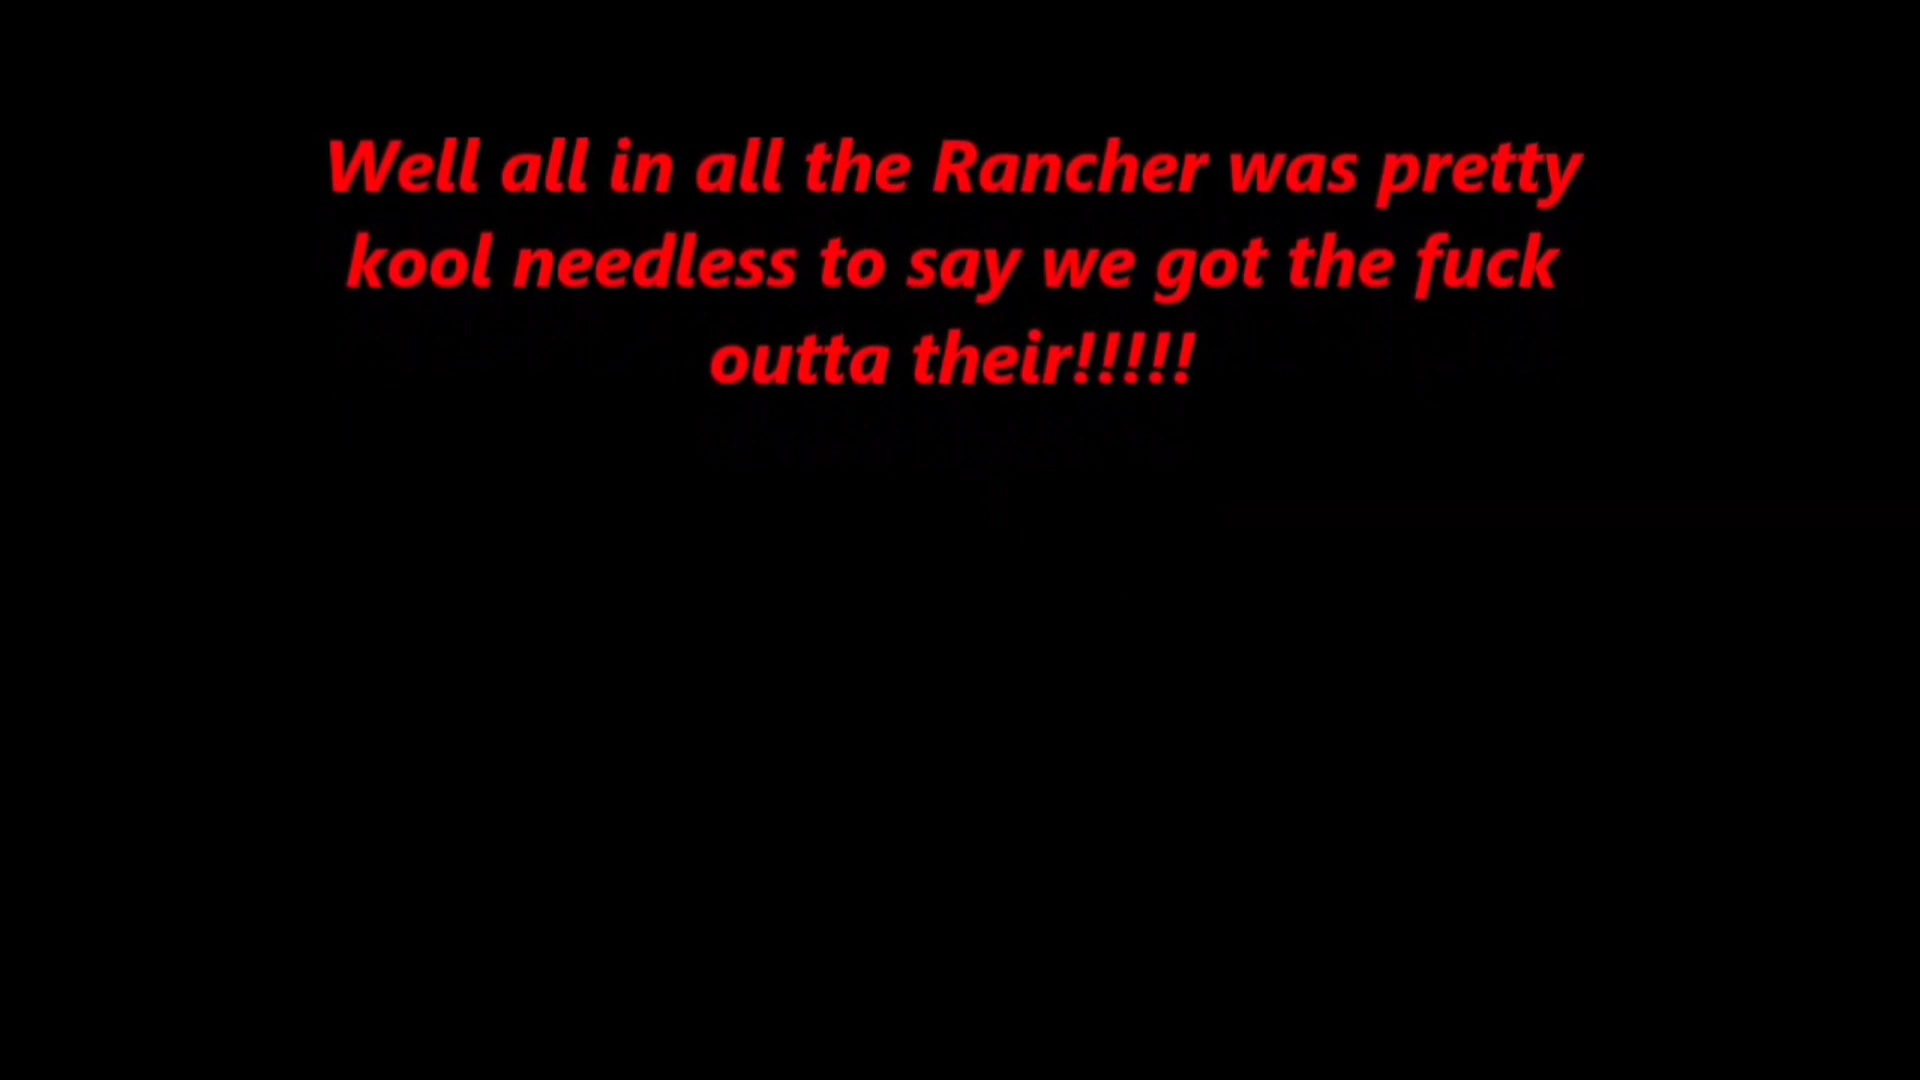 Well all in all the Rancher was pretty
kool needless to say we got the fuck
outta their!!!!!